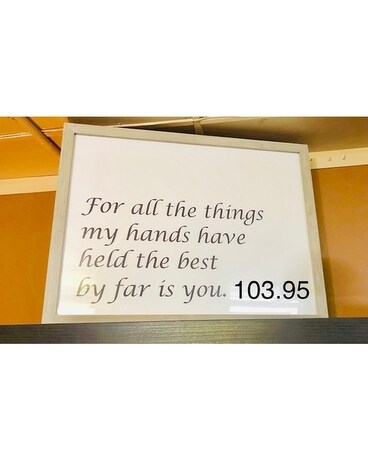 For all the things
my hands have
held the best
by far is you. 103.95